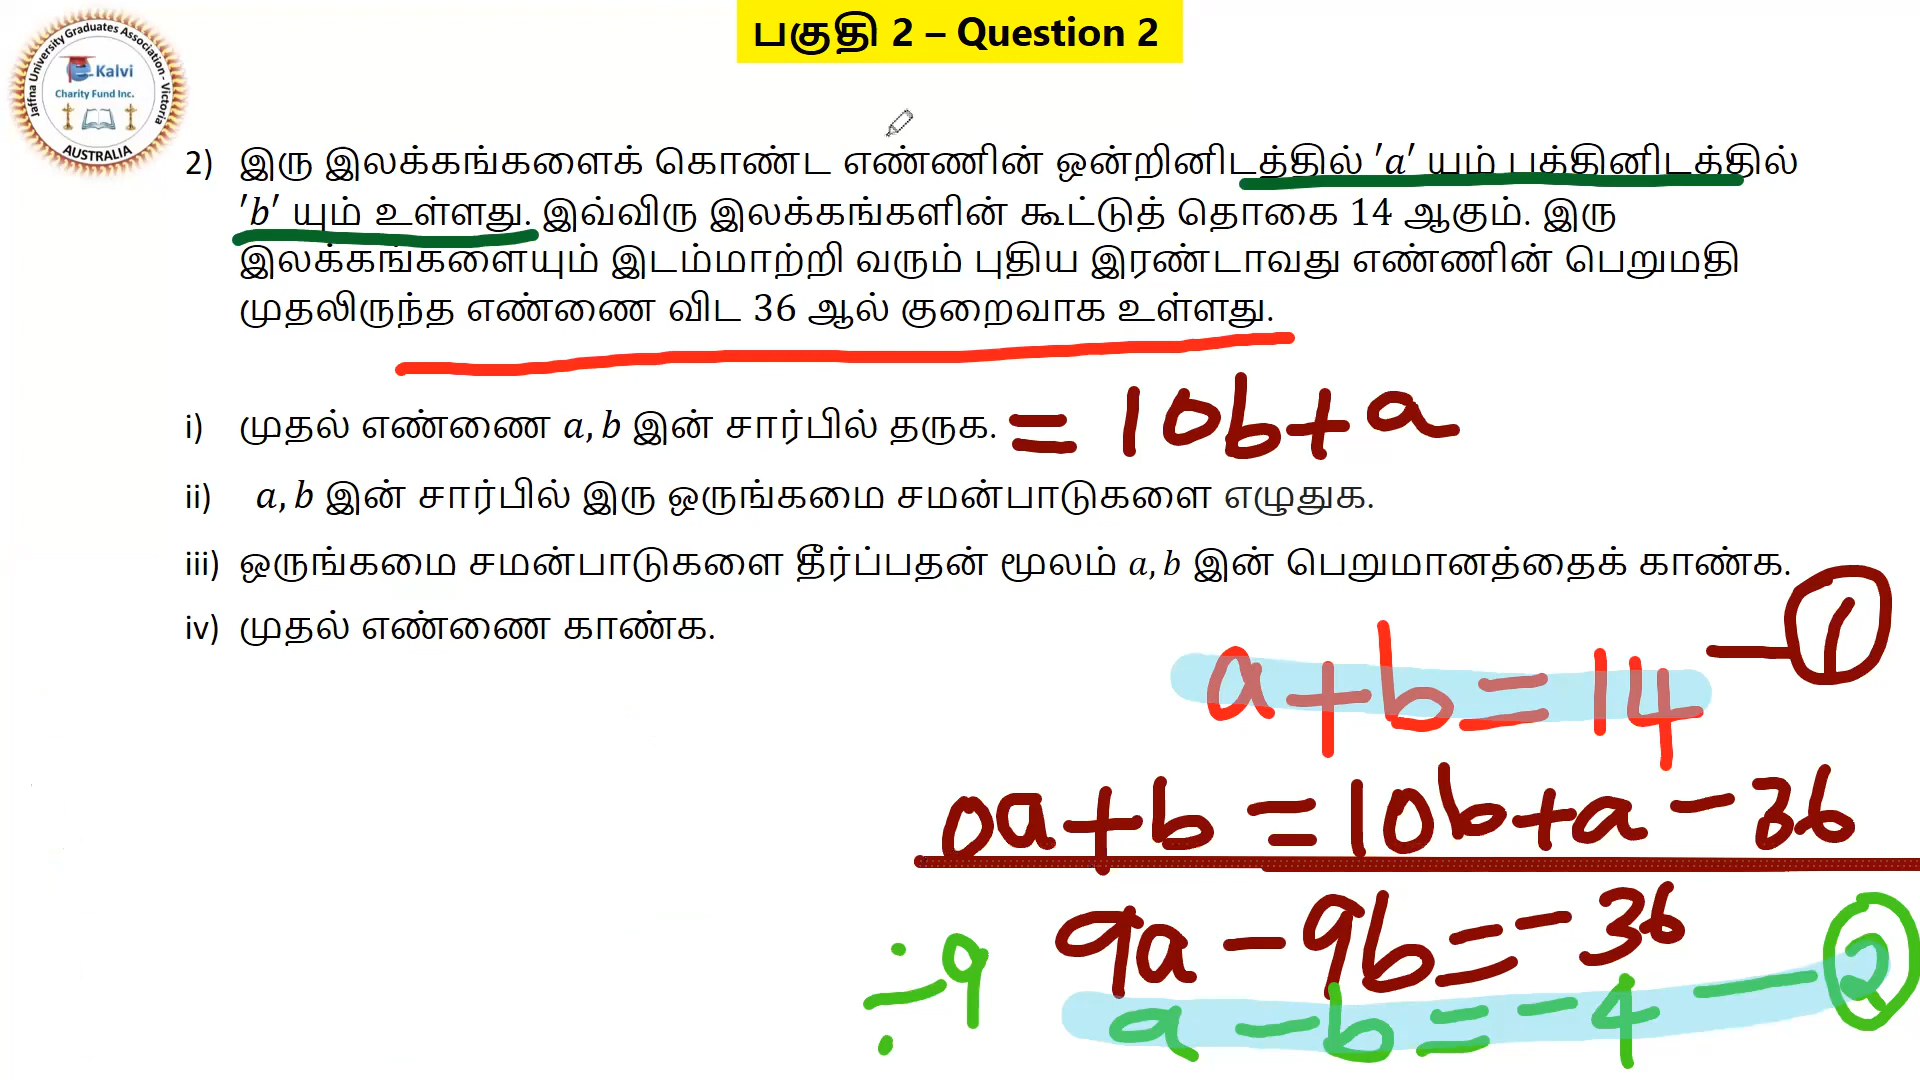 பகுதி 2 – Question 2
Jaffna University Graduates Association - Victoria
e-Kalvi
Charity Fund Inc.
AUSTRALIA
2) இரு இலக்கங்களைக் கொண்ட எண்ணின் ஒன்றினிடத்தில் 'a' யும் பத்தினிடத்தில்
'b' யும் உள்ளது. இவ்விரு இலக்கங்களின் கூட்டுத் தொகை 14 ஆகும். இரு
இலக்கங்களையும் இடம்மாற்றி வரும் புதிய இரண்டாவது எண்ணின் பெறுமதி
முதலிருந்த எண்ணை விட 36 ஆல் குறைவாக உள்ளது.
i) முதல் எண்ணை a, b இன் சார்பில் தருக. = 10b+a
ii) a, b இன் சார்பில் இரு ஒருங்கமை சமன்பாடுகளை எழுதுக.
iii) ஒருங்கமை சமன்பாடுகளை தீர்ப்பதன் மூலம் a, b இன் பெறுமானத்தைக் காண்க.
iv) முதல் எண்ணை காண்க.
a+b=14 —1
0a+b=10b+a-36
9a-9b=-36
÷9 a-b=-4 —2